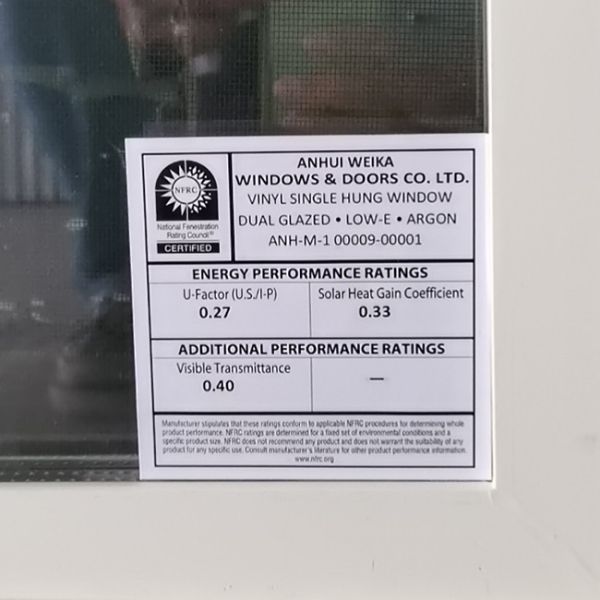 NFRC
National Fenestration
Rating Council®
CERTIFIED
ANHUI WEIKA
WINDOWS & DOORS CO. LTD.
VINYL SINGLE HUNG WINDOW
DUAL GLAZED • LOW-E • ARGON
ANH-M-1 00009-00001
ENERGY PERFORMANCE RATINGS
U-Factor (U.S./I-P)
0.27
Solar Heat Gain Coefficient
0.33
ADDITIONAL PERFORMANCE RATINGS
Visible Transmittance
0.40
—
Manufacturer stipulates that these ratings conform to applicable NFRC procedures for determining whole
product performance. NFRC ratings are determined for a fixed set of environmental conditions and a
specific product size. NFRC does not recommend any product and does not warrant the suitability of any
product for any specific use. Consult manufacturer's literature for other product performance information.
www.nfrc.org